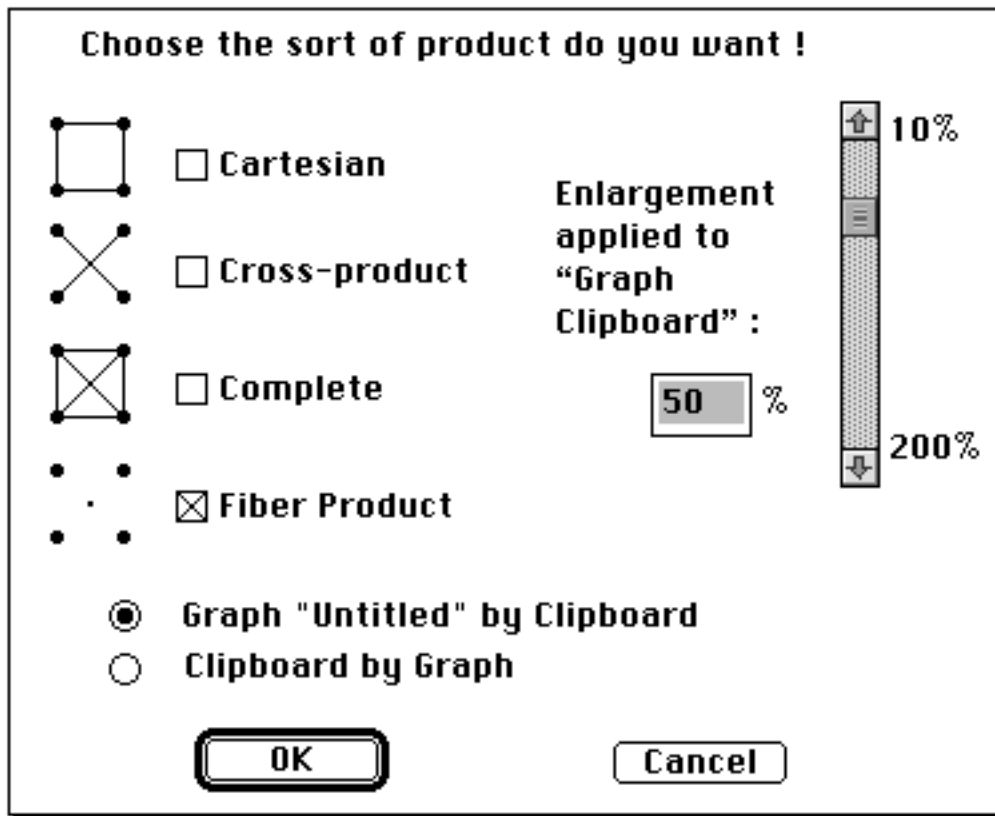 Choose the sort of product do you want !
10%
Cartesian
Enlargement
applied to
“Graph
Clipboard” :
Cross-product
Complete
50 %
200%
Fiber Product
Graph "Untitled" by Clipboard
Clipboard by Graph
OK
Cancel